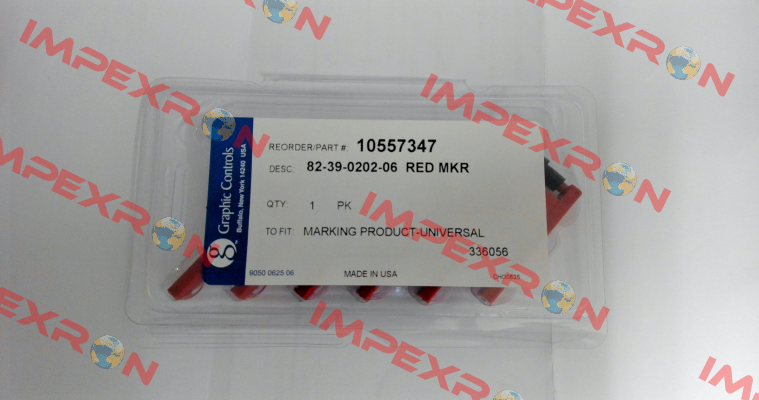 Graphic Controls
Buffalo, New York 14240 USA
REORDER/PART #: 10557347
DESC: 82-39-0202-06 RED MKR
QTY: 1 PK
TO FIT: MARKING PRODUCT-UNIVERSAL
336056
9050 0625 06 MADE IN USA
IMPEXRON
IMPEXRON
IMPEXRON
IMPEXRON
IMPEXRON
IMPEXRON
IMPEX